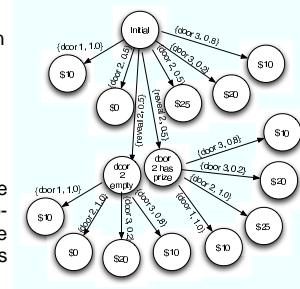 n
Initial
{door 1, 1.0}
{door 2, 0.5}
{door 2, 0.5}
{door 3, 0.2}
{door 3, 0.8}
$10
$0
$25
$20
$10
{reveal 2, 0.5}
{reveal 2, 0.5}
door
2
empty
door
2 has
prize
{door 3, 0.8}
{door 3, 0.2}
{door 2, 1.0}
{door 1, 1.0}
$10
$20
$25
$10
{door 1, 1.0}
{door 2, 1.0}
{door 3, 0.2}
{door 3, 0.8}
$10
$0
$20
$10
e
-
e
s